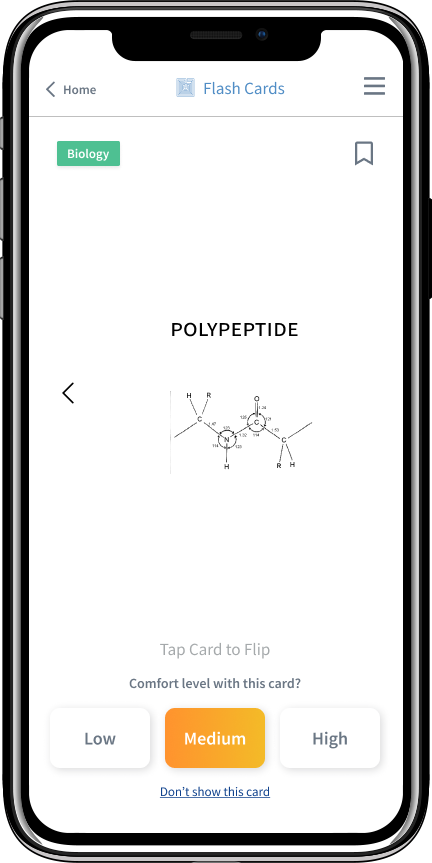 Home
Flash Cards
Biology
POLYPEPTIDE
H R
O
C
C
N
C
H
R H
Tap Card to Flip
Comfort level with this card?
Low Medium High
Don't show this card